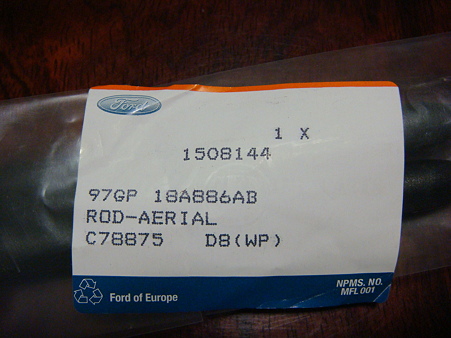 Ford
1 X
1508144
97GP 18A886AB
ROD-AERIAL
C78875 D8(WP)
Ford of Europe
NPMS. NO.
MFL 001